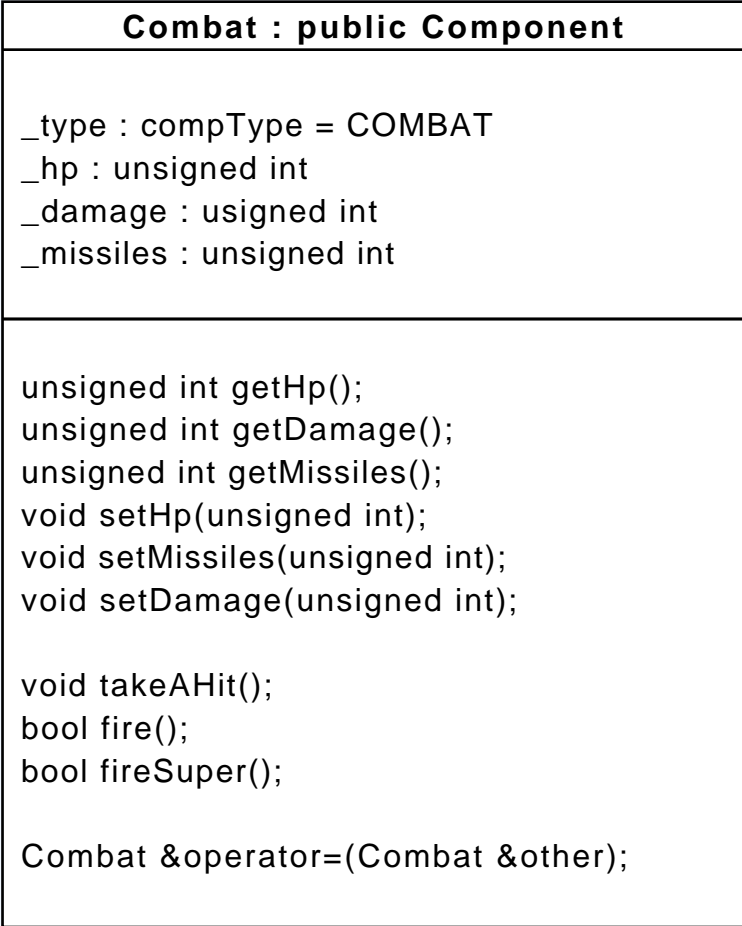 Combat : public Component
_type : compType = COMBAT
_hp : unsigned int
_damage : usigned int
_missiles : unsigned int
unsigned int getHp();
unsigned int getDamage();
unsigned int getMissiles();
void setHp(unsigned int);
void setMissiles(unsigned int);
void setDamage(unsigned int);
void takeAHit();
bool fire();
bool fireSuper();
Combat &operator=(Combat &other);